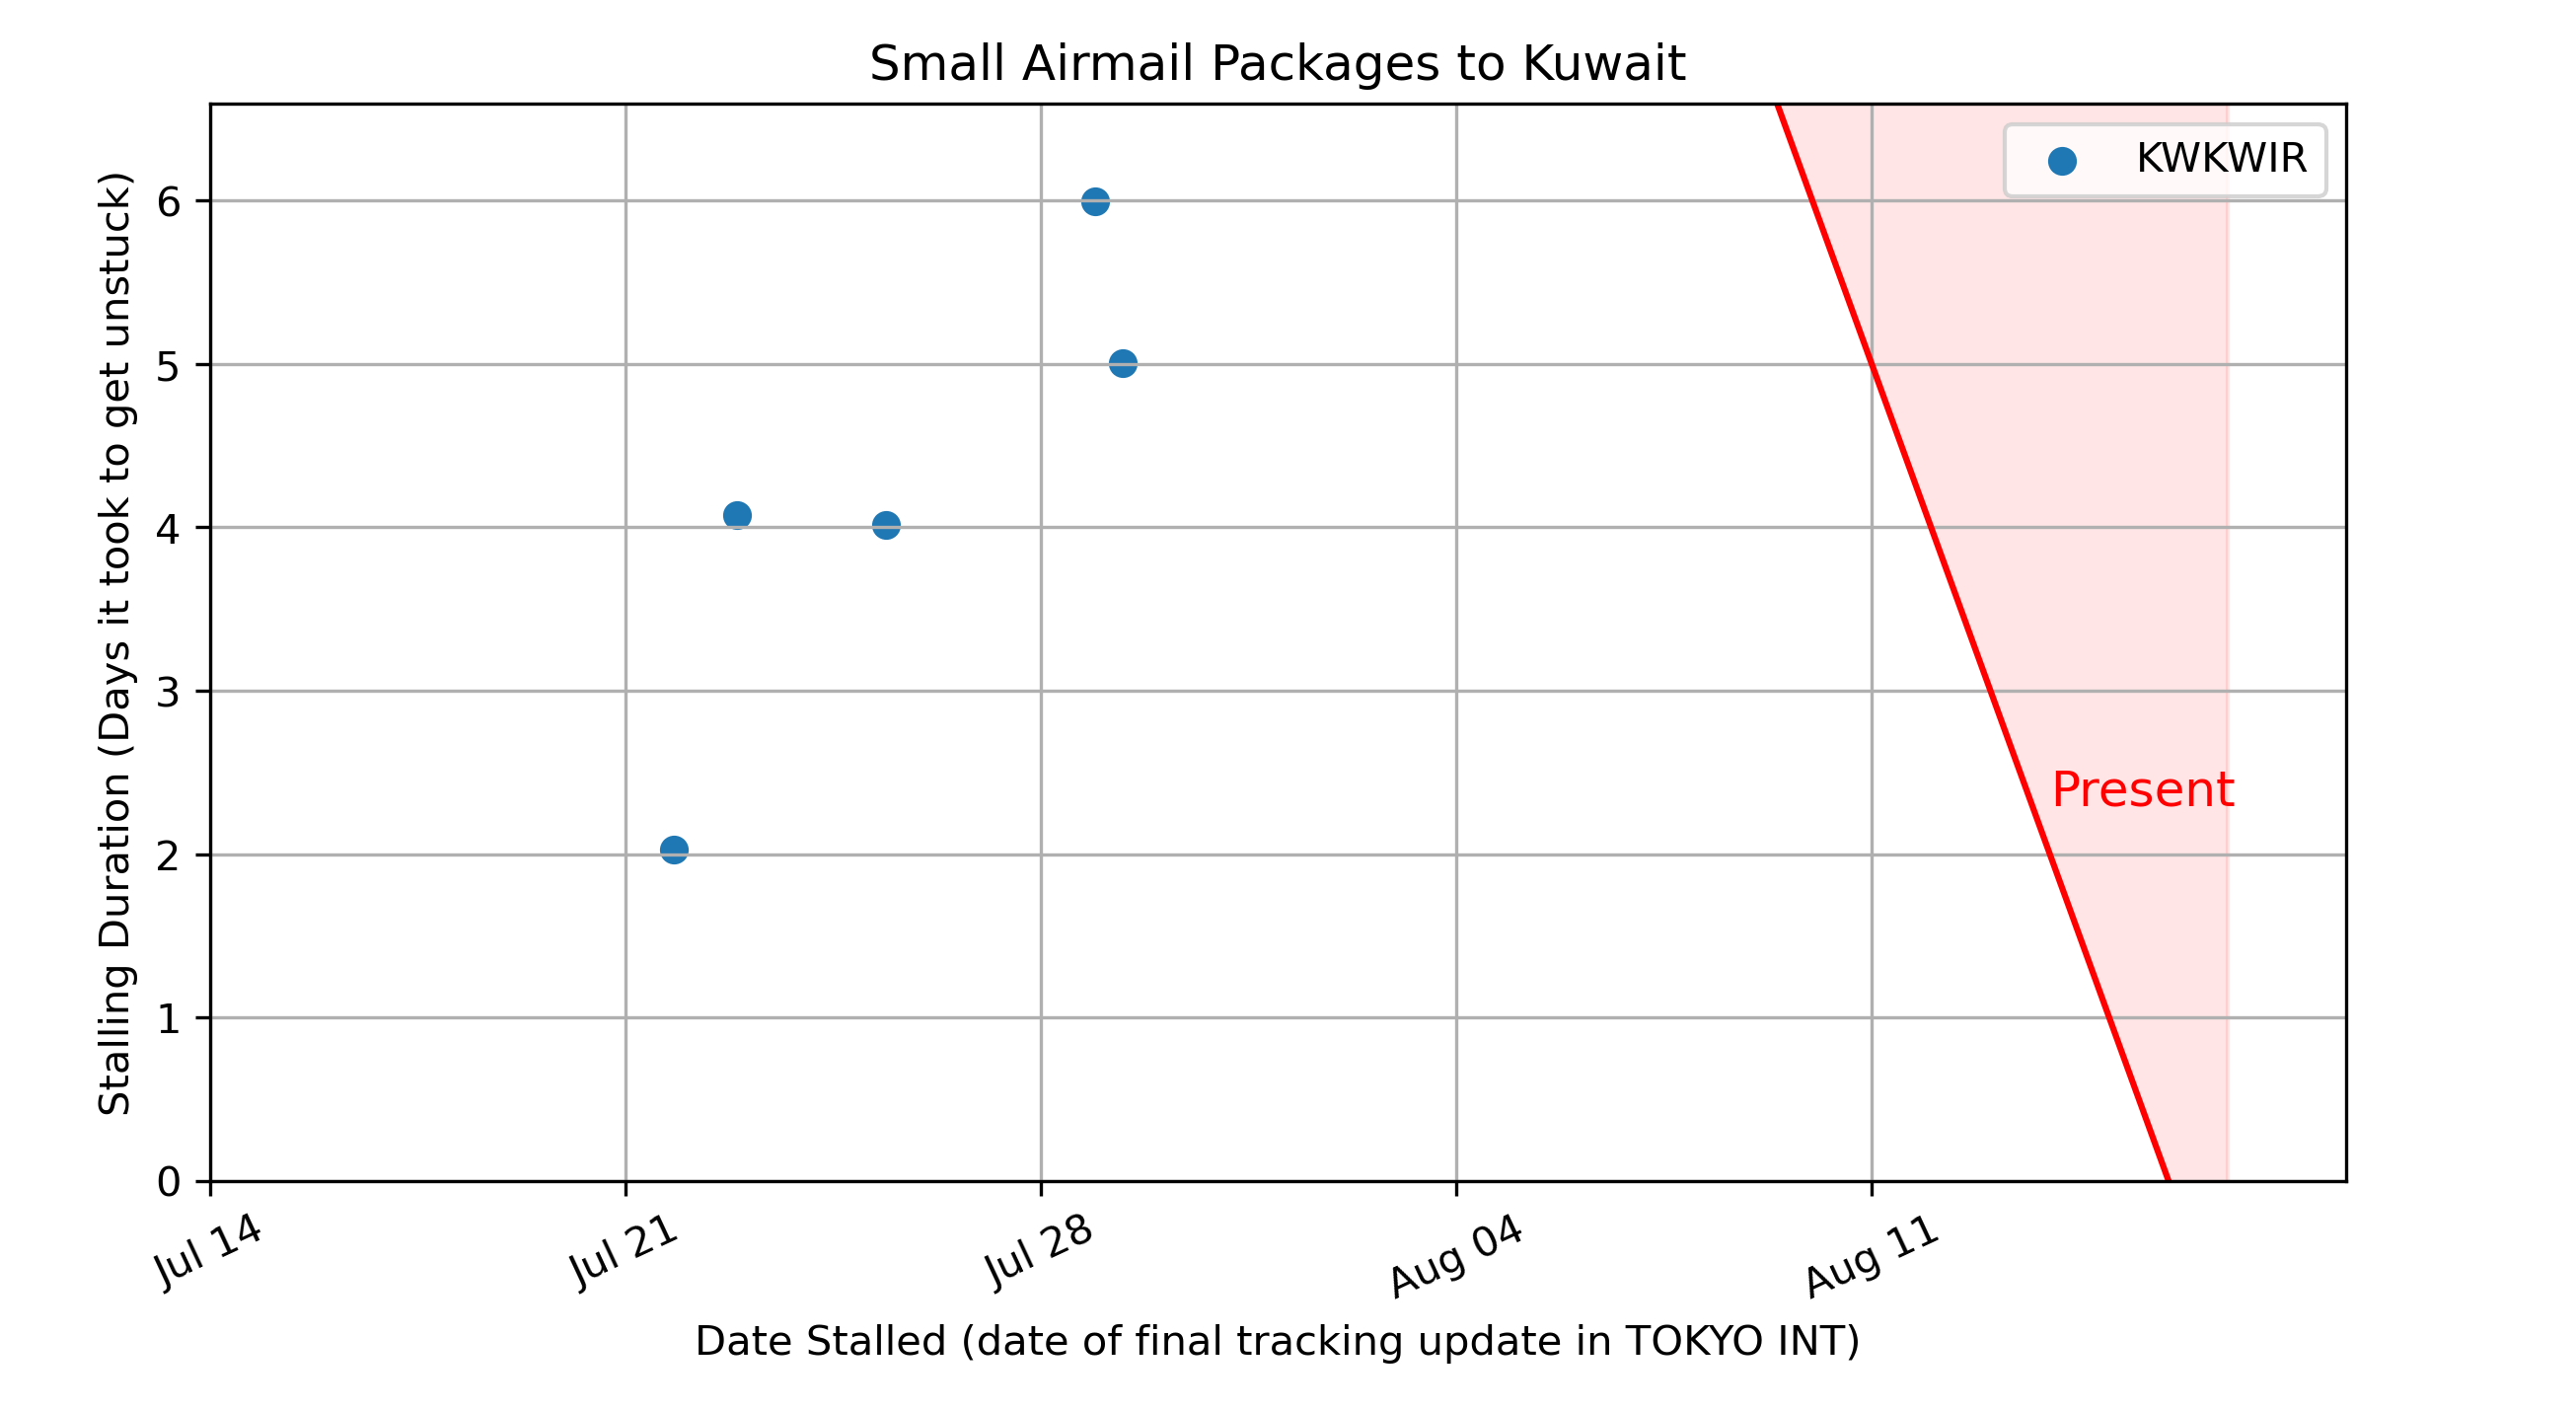 Small Airmail Packages to Kuwait
KWKWIR
Stalling Duration (Days it took to get unstuck)
6
5
4
3
2
1
0
Present
Jul 14
Jul 21
Jul 28
Aug 04
Aug 11
Date Stalled (date of final tracking update in TOKYO INT)